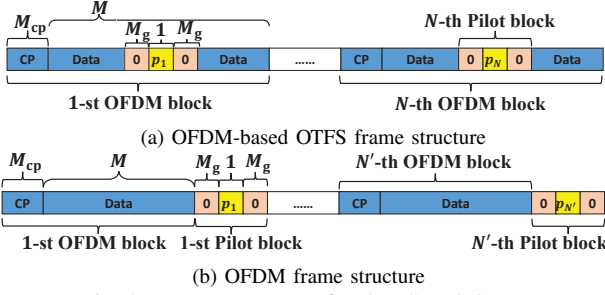 M
M_cp M_g 1 M_g N-th Pilot block
CP Data 0 p_1 0 Data ...... CP Data 0 p_N 0 Data
1-st OFDM block N-th OFDM block
(a) OFDM-based OTFS frame structure
M_cp M M_g 1 M_g N'-th OFDM block
CP Data 0 p_1 0 ...... CP Data 0 p_N' 0
1-st OFDM block 1-st Pilot block N'-th Pilot block
(b) OFDM frame structure